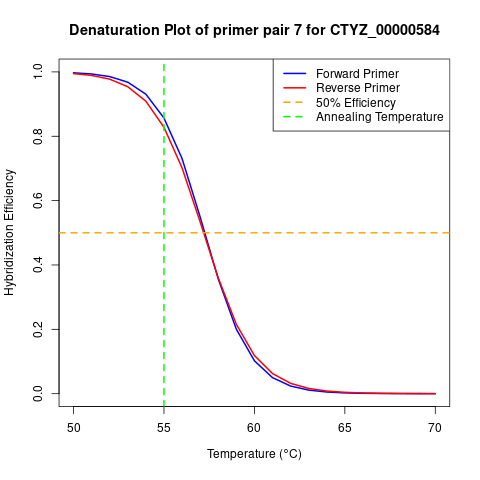 Denaturation Plot of primer pair 7 for CTYZ_00000584
Forward Primer
Reverse Primer
50% Efficiency
Annealing Temperature
Hybridization Efficiency
1.0
0.8
0.6
0.4
0.2
0.0
50
55
60
65
70
Temperature (°C)